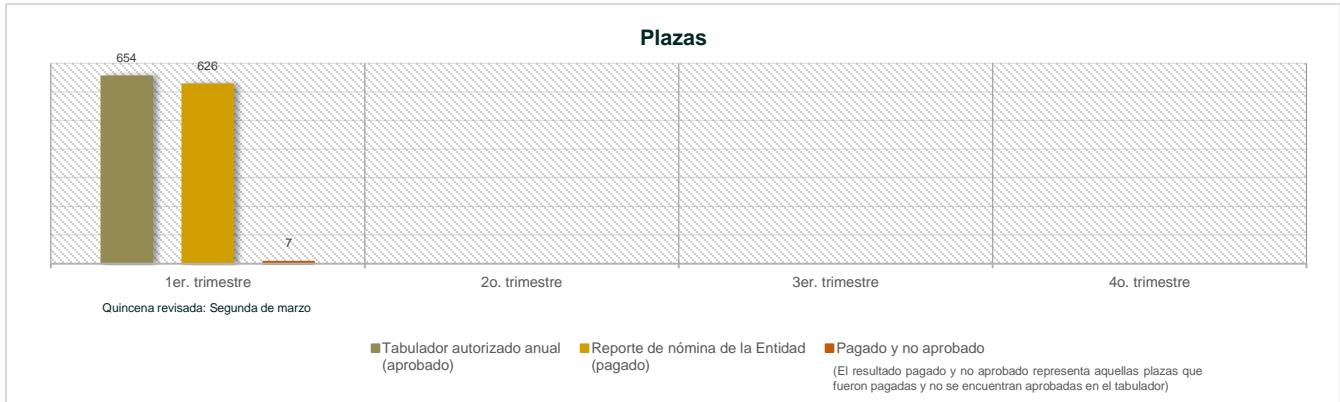 Plazas
654
626
7
1er. trimestre
2o. trimestre
3er. trimestre
4o. trimestre
Quincena revisada: Segunda de marzo
Tabulador autorizado anual
(aprobado)
Reporte de nómina de la Entidad
(pagado)
Pagado y no aprobado
(El resultado pagado y no aprobado representa aquellas plazas que
fueron pagadas y no se encuentran aprobadas en el tabulador)